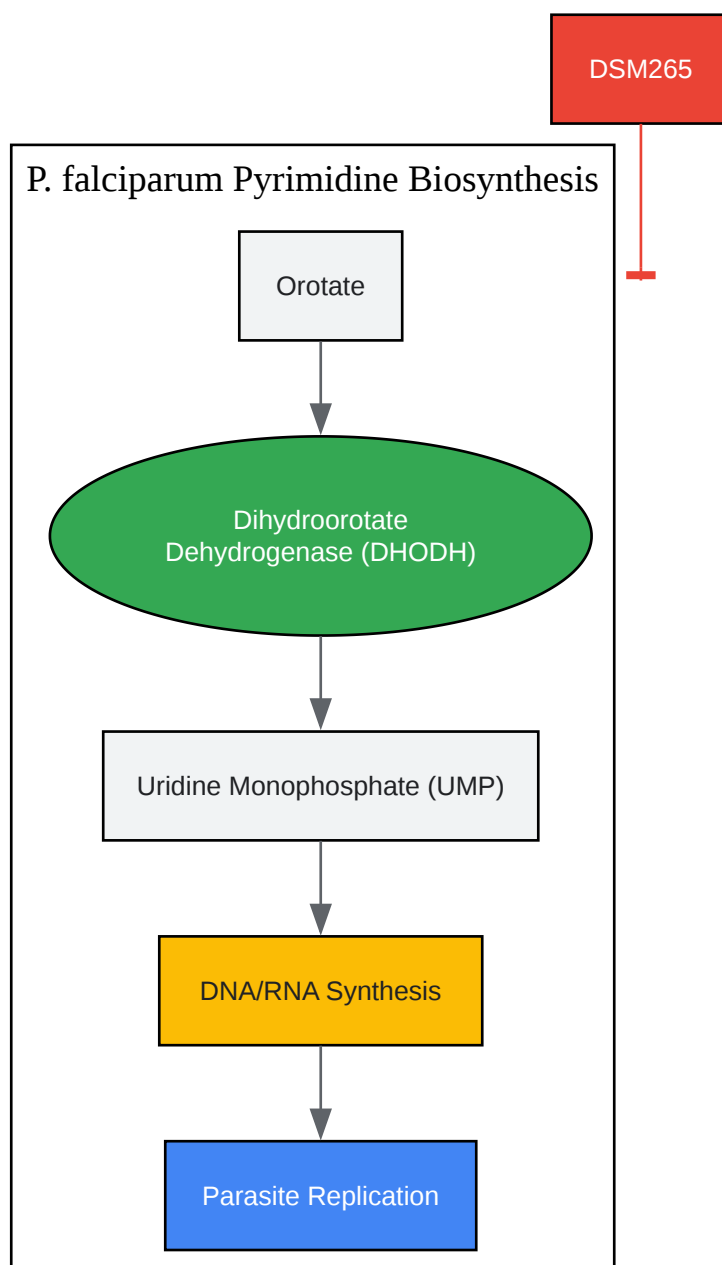 DSM265
P. falciparum Pyrimidine Biosynthesis
Orotate
Dihydroorotate
Dehydrogenase (DHODH)
Uridine Monophosphate (UMP)
DNA/RNA Synthesis
Parasite Replication